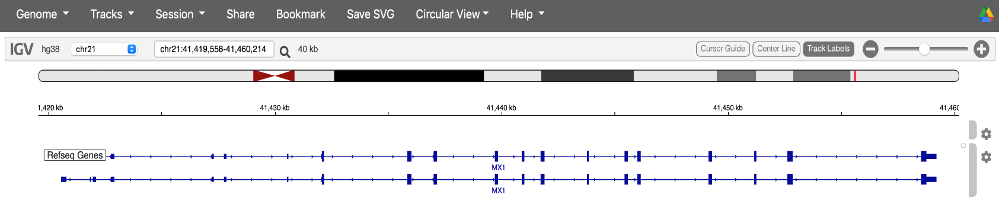 Genome Tracks Session Share Bookmark Save SVG Circular View Help
IGV hg38 chr21 chr21:41,419,558-41,460,214 40 kb Cursor Guide Center Line Track Labels
1,420 kb 41,430 kb 41,440 kb 41,450 kb 41,460
Refseq Genes
MX1
MX1